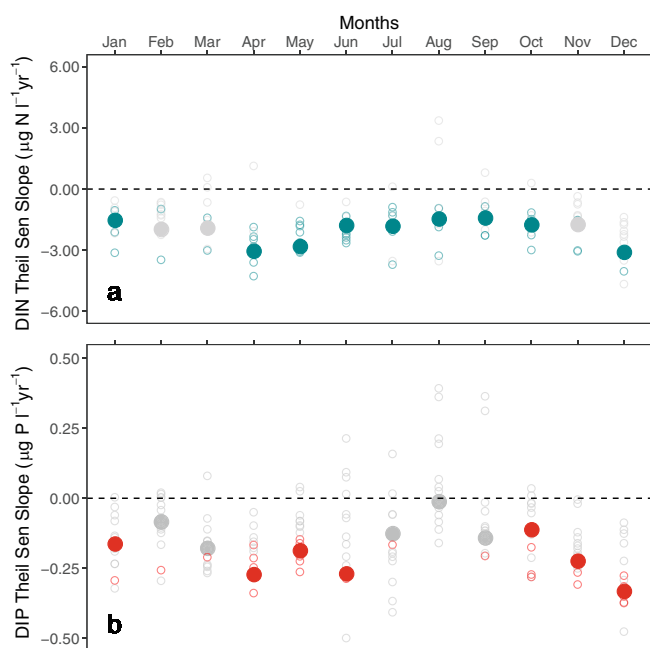 Months
Jan Feb Mar Apr May Jun Jul Aug Sep Oct Nov Dec
DIN Theil Sen Slope (µg N l⁻¹yr⁻¹)
6.00
3.00
0.00
−3.00
−6.00
a
DIP Theil Sen Slope (µg P l⁻¹yr⁻¹)
0.50
0.25
0.00
−0.25
−0.50
b